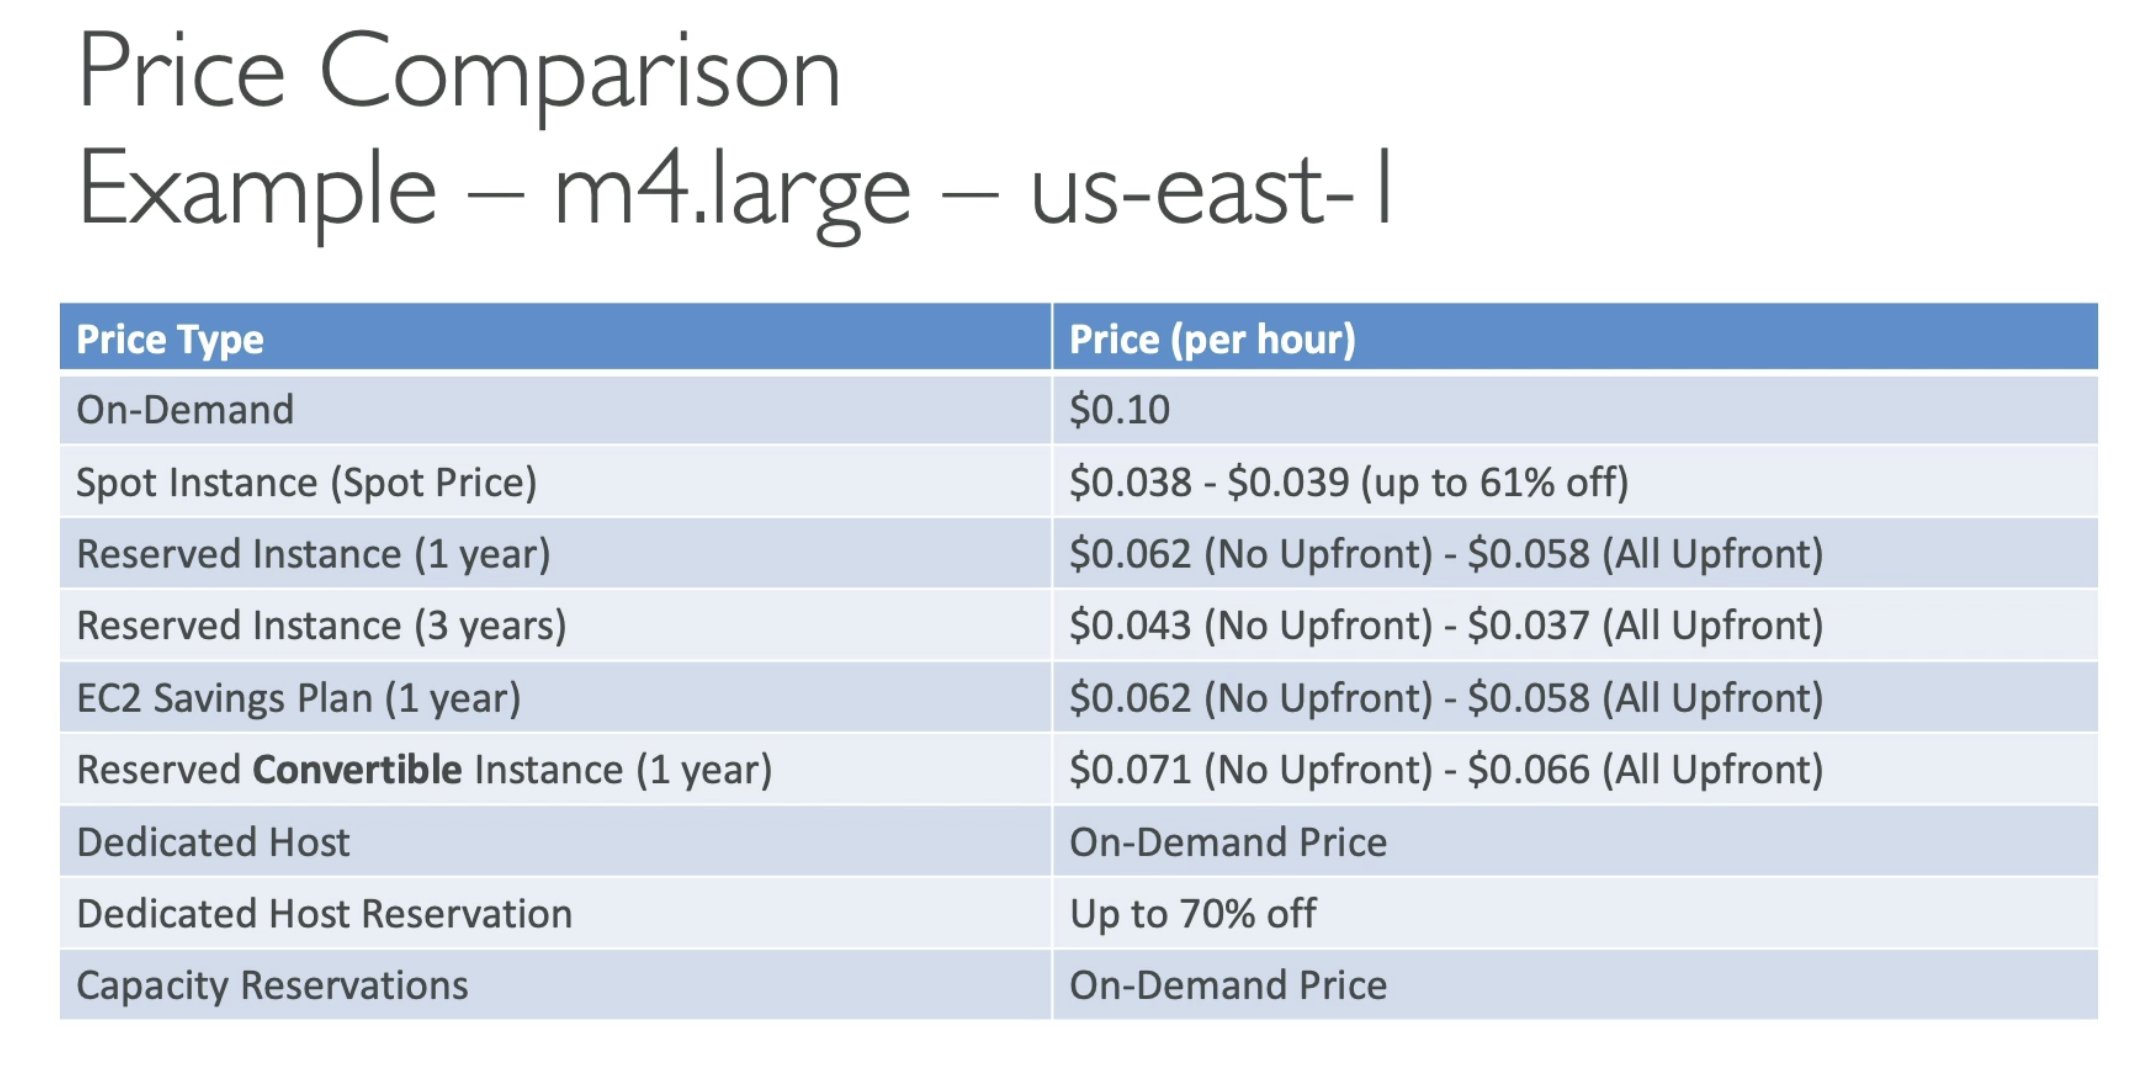 Price Comparison
Example – m4.large – us-east-1
Price Type Price (per hour)
On-Demand $0.10
Spot Instance (Spot Price) $0.038 - $0.039 (up to 61% off)
Reserved Instance (1 year) $0.062 (No Upfront) - $0.058 (All Upfront)
Reserved Instance (3 years) $0.043 (No Upfront) - $0.037 (All Upfront)
EC2 Savings Plan (1 year) $0.062 (No Upfront) - $0.058 (All Upfront)
Reserved Convertible Instance (1 year) $0.071 (No Upfront) - $0.066 (All Upfront)
Dedicated Host On-Demand Price
Dedicated Host Reservation Up to 70% off
Capacity Reservations On-Demand Price